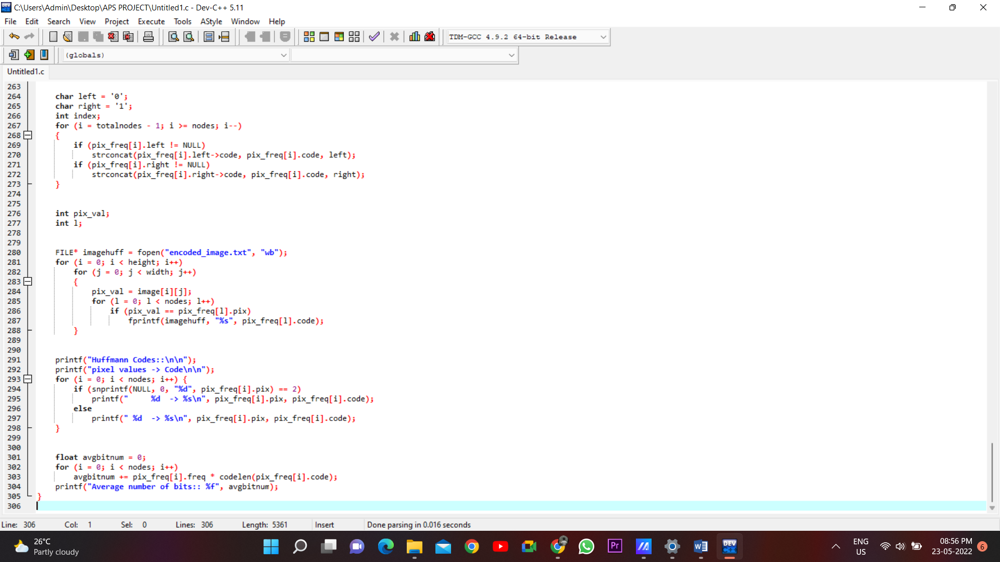 C:\Users\Admin\Desktop\APS PROJECT\Untitled1.c - Dev-C++ 5.11
File Edit Search View Project Execute Tools AStyle Window Help
TDM-GCC 4.9.2 64-bit Release
(globals)
Untitled1.c
263
264 char left = '0';
265 char right = '1';
266 int index;
267 for (i = totalnodes - 1; i >= nodes; i--)
268 {
269 if (pix_freq[i].left != NULL)
270 strconcat(pix_freq[i].left->code, pix_freq[i].code, left);
271 if (pix_freq[i].right != NULL)
272 strconcat(pix_freq[i].right->code, pix_freq[i].code, right);
273 }
274
275
276 int pix_val;
277 int l;
278
279
280 FILE* imagehuff = fopen("encoded_image.txt", "wb");
281 for (i = 0; i < height; i++)
282 for (j = 0; j < width; j++)
283 {
284 pix_val = image[i][j];
285 for (l = 0; l < nodes; l++)
286 if (pix_val == pix_freq[l].pix)
287 fprintf(imagehuff, "%s", pix_freq[l].code);
288 }
289
290
291 printf("Huffmann Codes::\n\n");
292 printf("pixel values -> Code\n\n");
293 for (i = 0; i < nodes; i++) {
294 if (snprintf(NULL, 0, "%d", pix_freq[i].pix) == 2)
295 printf("     %d  -> %s\n", pix_freq[i].pix, pix_freq[i].code);
296 else
297 printf(" %d  -> %s\n", pix_freq[i].pix, pix_freq[i].code);
298 }
299
300
301 float avgbitnum = 0;
302 for (i = 0; i < nodes; i++)
303 avgbitnum += pix_freq[i].freq * codelen(pix_freq[i].code);
304 printf("Average number of bits:: %f", avgbitnum);
305 }
306
Line: 306 Col: 1 Sel: 0 Lines: 306 Length: 5361 Insert Done parsing in 0.016 seconds
26°C
Partly cloudy
Pr
DEV
C++
ENG
US
08:56 PM
23-05-2022
6